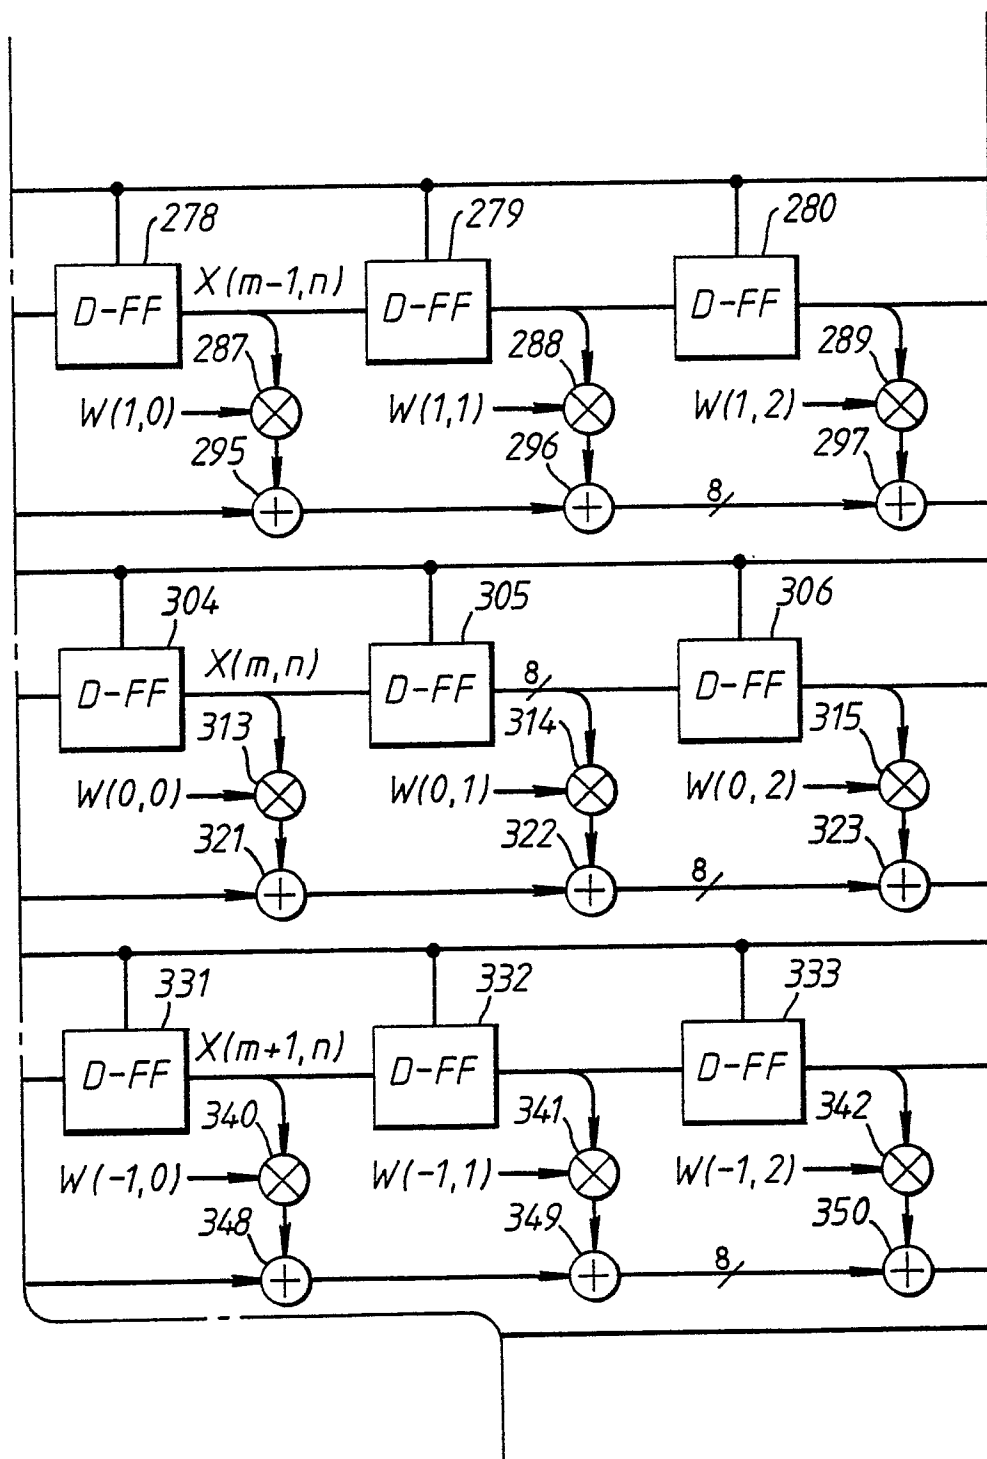 278 279 280
D-FF X(m-1,n) D-FF D-FF
287 288 289
W(1,0) W(1,1) W(1,2)
295 296 297
8
304 305 306
D-FF X(m,n) D-FF 8 D-FF
313 314 315
W(0,0) W(0,1) W(0,2)
321 322 323
8
331 332 333
D-FF X(m+1,n) D-FF D-FF
340 341 342
W(-1,0) W(-1,1) W(-1,2)
348 349 350
8